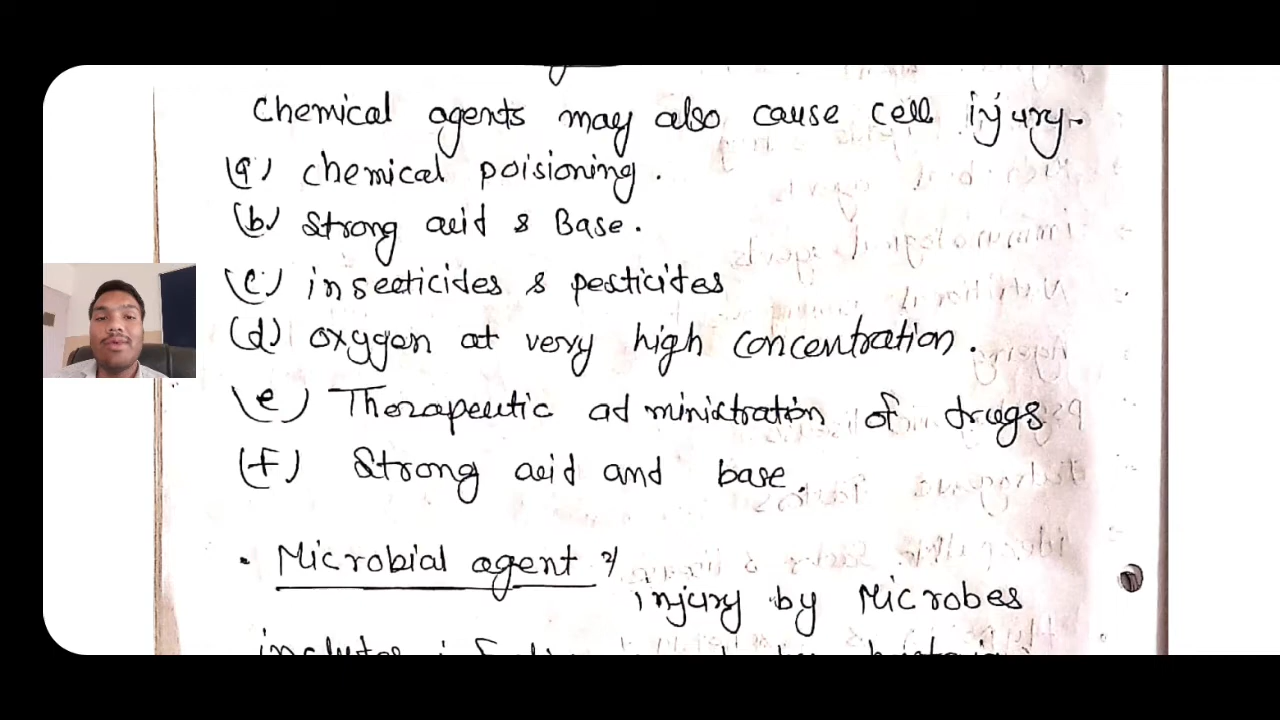 Chemical agents may also cause cell injury.
(a) chemical poisioning.
(b) Strong acid & Base.
(c) insecticides & pesticites
(d) oxygen at very high concentration.
(e) Therapeutic administration of drugs
(f) Strong acid and base.
• Microbial agent :/
injury by Microbes